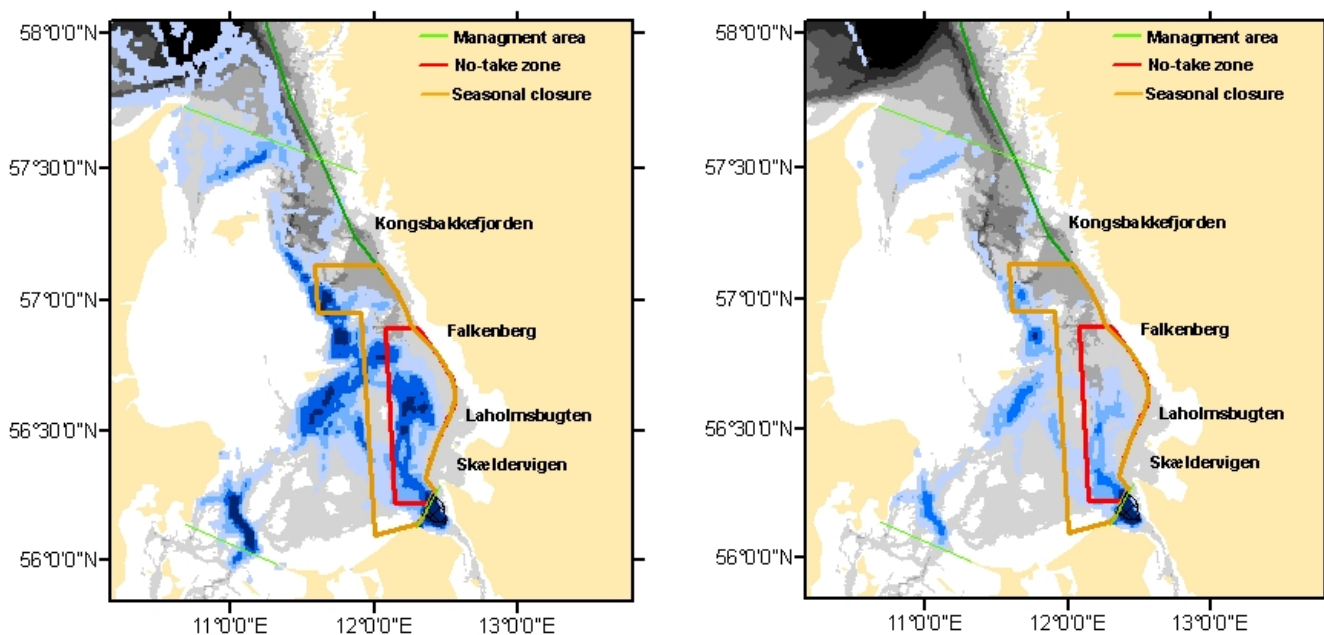 58°0'0"N
Managment area
No-take zone
Seasonal closure
57°30'0"N
Kongsbakkefjorden
57°0'0"N
Falkenberg
Laholmsbugten
56°30'0"N
Skældervigen
56°0'0"N
11°0'0"E
12°0'0"E
13°0'0"E
58°0'0"N
Managment area
No-take zone
Seasonal closure
57°30'0"N
Kongsbakkefjorden
57°0'0"N
Falkenberg
Laholmsbugten
56°30'0"N
Skældervigen
56°0'0"N
11°0'0"E
12°0'0"E
13°0'0"E